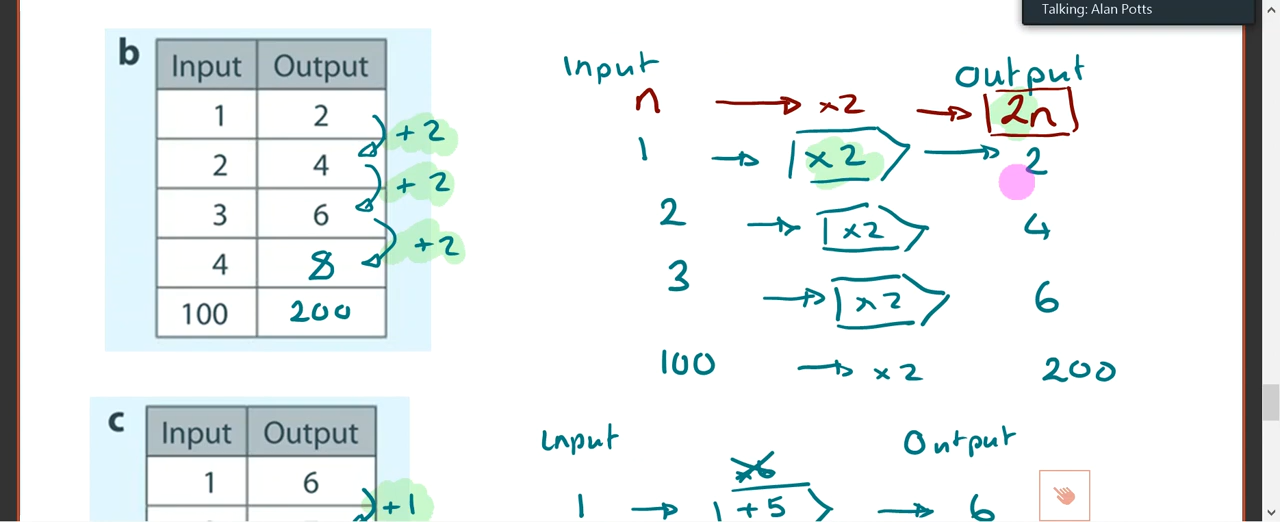 Talking: Alan Potts
b
Input Output
1 2
2 4
3 6
4 8
100 200
+2
+2
+2
Input Output
n → ×2 → 2n
1 → ×2 → 2
2 → ×2 4
3 → ×2 6
100 → ×2 200
c
Input Output
1 6
+1
Input Output
1 → +5 → 6